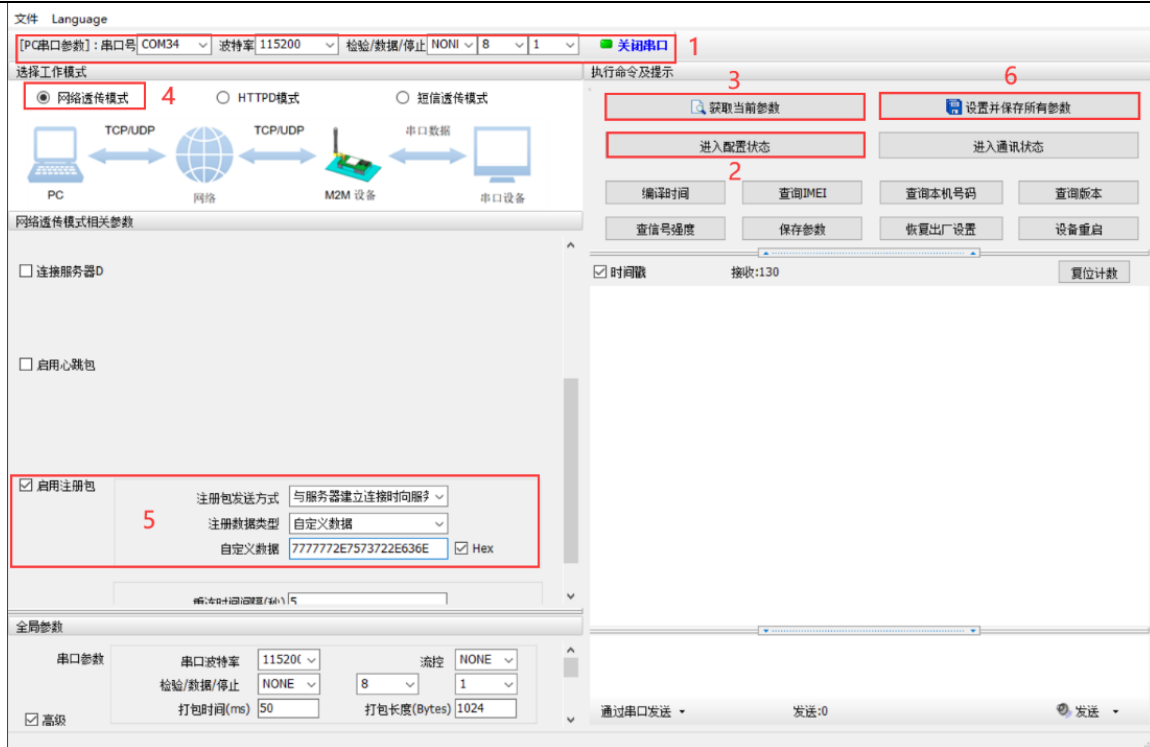 文件 Language
[PC串口参数]：串口号 COM34 波特率 115200 检验/数据/停止 NONI 8 1 关闭串口 1
选择工作模式
网络透传模式 4 HTTPD模式 短信透传模式
TCP/UDP TCP/UDP 串口数据
PC 网络 M2M 设备 串口设备
网络透传模式相关参数
连接服务器D
启用心跳包
启用注册包
注册包发送方式 与服务器建立连接时向服务
5 注册数据类型 自定义数据
自定义数据 7777772E7573722E636E Hex
重连时间间隔(秒) 5
全局参数
串口参数 串口波特率 115200 流控 NONE
检验/数据/停止 NONE 8 1
打包时间(ms) 50 打包长度(Bytes) 1024
高级
执行命令及提示
3 6
获取当前参数 设置并保存所有参数
进入配置状态 进入通讯状态
2
编译时间 查询IMEI 查询本机号码 查询版本
查信号强度 保存参数 恢复出厂设置 设备重启
时间戳 接收:130 复位计数
通过串口发送 发送:0 发送